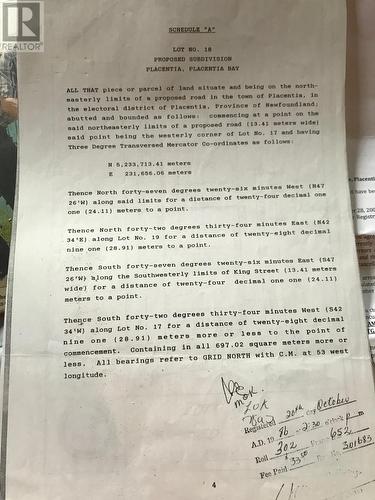 REALTOR®
SCHEDULE "A"
LOT NO. 18
PROPOSED SUBDIVISION
PLACENTIA, PLACENTIA BAY
ALL THAT piece or parcel of land situate and being on the north-
easterly limits of a proposed road in the town of Placentia, in
the electoral district of Placentia, Province of Newfoundland;
abutted and bounded as follows: commencing at a point on the
said northeasterly limits of a proposed road (13.41 meters wide)
said point being the westerly corner of Lot No. 17 and having
Three Degree Transversed Mercator Co-ordinates as follows:
N 5,233,713.41 meters
E 231,656.06 meters
Thence North forty-seven degrees twenty-six minutes West (N47
26'W) along said limits for a distance of twenty-four decimal one
one (24.11) meters to a point.
Thence North forty-two degrees thirty-four minutes East (N42
34'E) along Lot No. 19 for a distance of twenty-eight decimal
nine one (28.91) meters to a point.
Thence South forty-seven degrees twenty-six minutes East (S47
26'W) along the Southwesterly limits of King Street (13.41 meters
wide) for a distance of twenty-four decimal one one (24.11)
meters to a point.
Thence South forty-two degrees thirty-four minutes West (S42
34'W) along Lot No. 17 for a distance of twenty-eight decimal
nine one (28.91) meters more or less to the point of
commencement. Containing in all 697.02 square meters more or
less. All bearings refer to GRID NORTH with C.M. at 53 west
longitude.
Registered 20th day October
A.D. 19 86 2:30 o'clock p m
Roll 302 652
Fee Paid 33.50 No. 301685
4